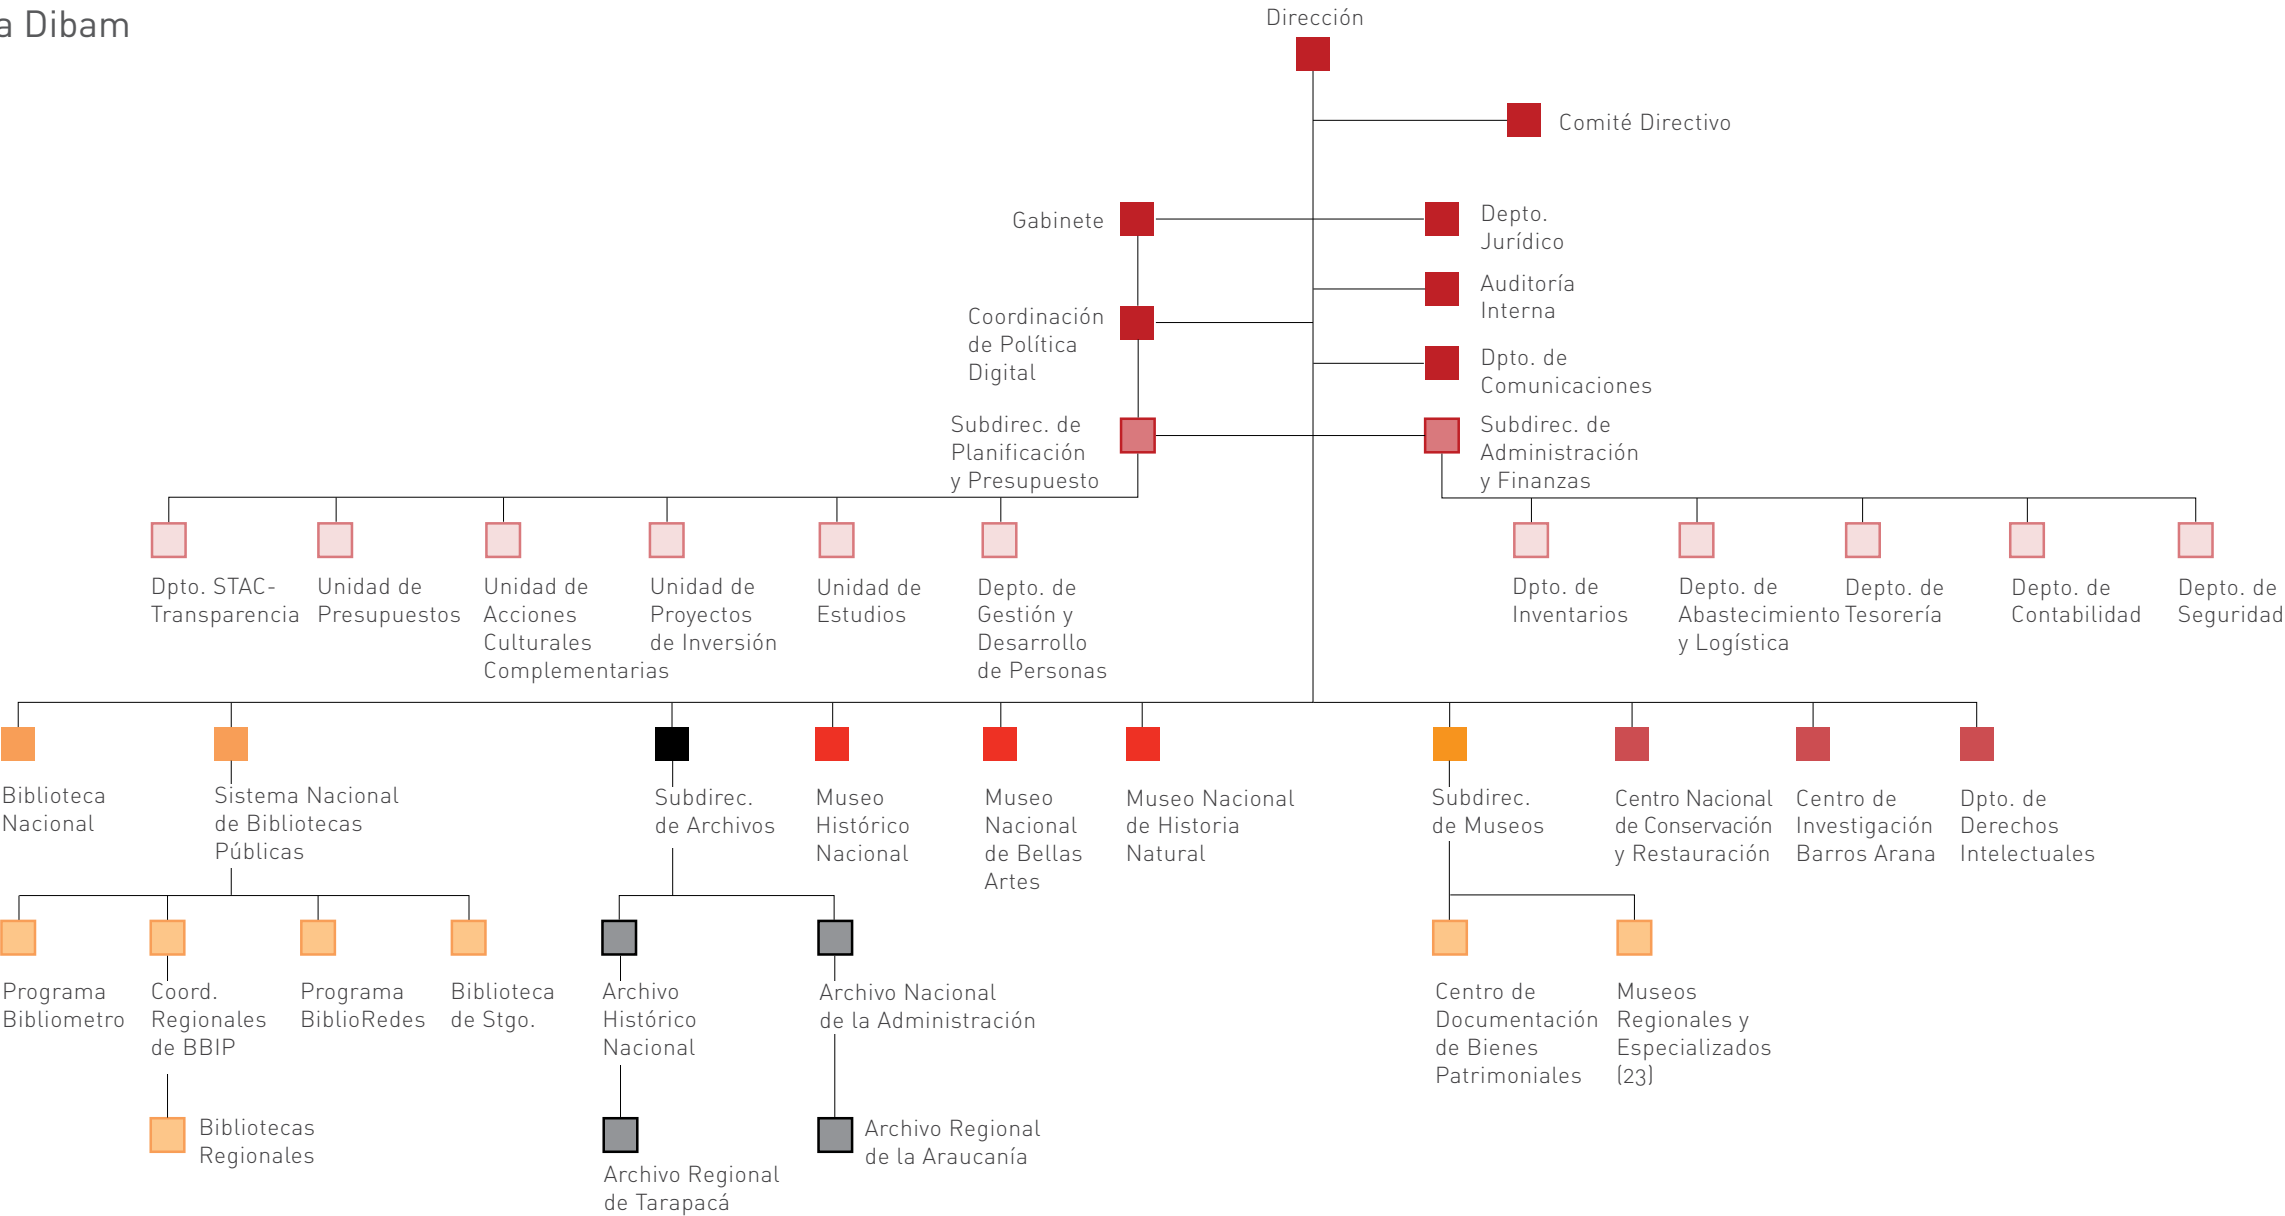 a Dibam
Dirección
Comité Directivo
Gabinete
Depto.
Jurídico
Auditoría
Interna
Coordinación
de Política
Digital
Dpto. de
Comunicaciones
Subdirec. de
Planificación
y Presupuesto
Subdirec. de
Administración
y Finanzas
Dpto. STAC-
Transparencia
Unidad de
Presupuestos
Unidad de
Acciones
Culturales
Complementarias
Unidad de
Proyectos
de Inversión
Unidad de
Estudios
Depto. de
Gestión y
Desarrollo
de Personas
Dpto. de
Inventarios
Depto. de
Abastecimiento
y Logística
Depto. de
Tesorería
Depto. de
Contabilidad
Depto. de
Seguridad
Biblioteca
Nacional
Sistema Nacional
de Bibliotecas
Públicas
Subdirec.
de Archivos
Museo
Histórico
Nacional
Museo
Nacional
de Bellas
Artes
Museo Nacional
de Historia
Natural
Subdirec.
de Museos
Centro Nacional
de Conservación
y Restauración
Centro de
Investigación
Barros Arana
Dpto. de
Derechos
Intelectuales
Programa
Bibliometro
Coord.
Regionales
de BBIP
Programa
BiblioRedes
Biblioteca
de Stgo.
Archivo
Histórico
Nacional
Archivo Nacional
de la Administración
Centro de
Documentación
de Bienes
Patrimoniales
Museos
Regionales y
Especializados
(23)
Bibliotecas
Regionales
Archivo Regional
de Tarapacá
Archivo Regional
de la Araucanía